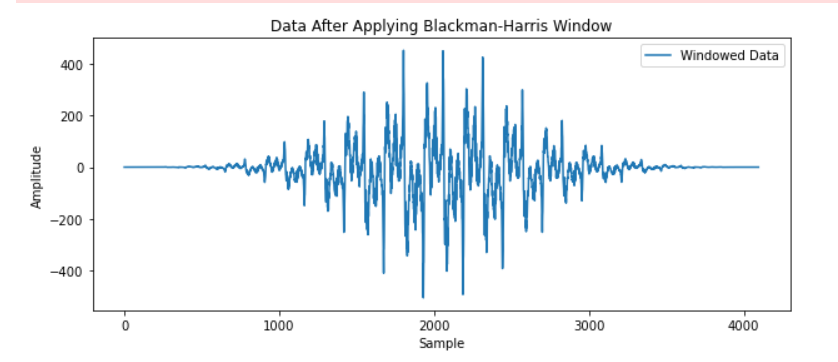 Data After Applying Blackman-Harris Window
Windowed Data
400
200
0
−200
−400
Amplitude
0 1000 2000 3000 4000
Sample